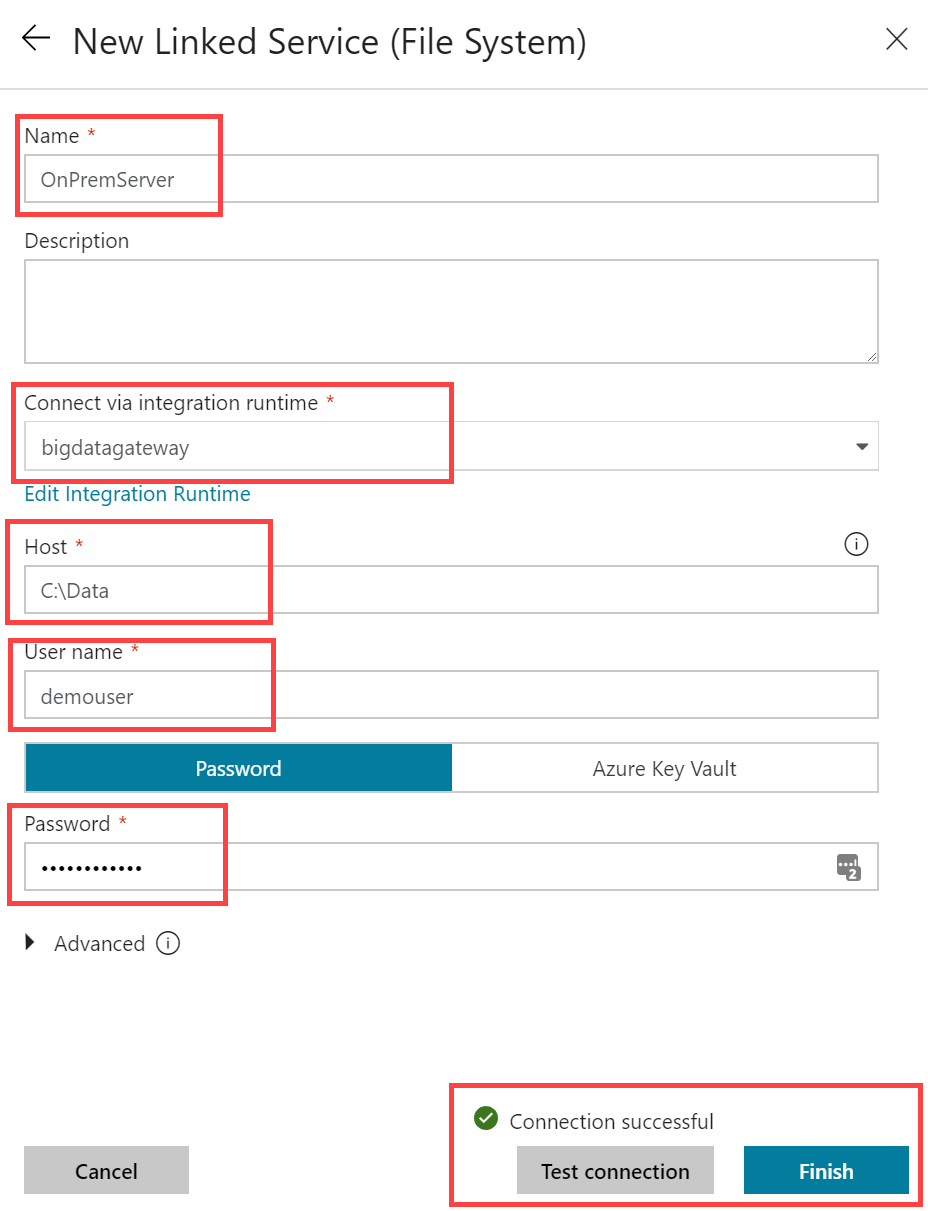 New Linked Service (File System)
Name *
OnPremServer
Description
Connect via integration runtime *
bigdatagateway
Edit Integration Runtime
Host *
C:\Data
User name *
demouser
Password Azure Key Vault
Password *
••••••••••••
2
Advanced
Connection successful
Cancel Test connection Finish